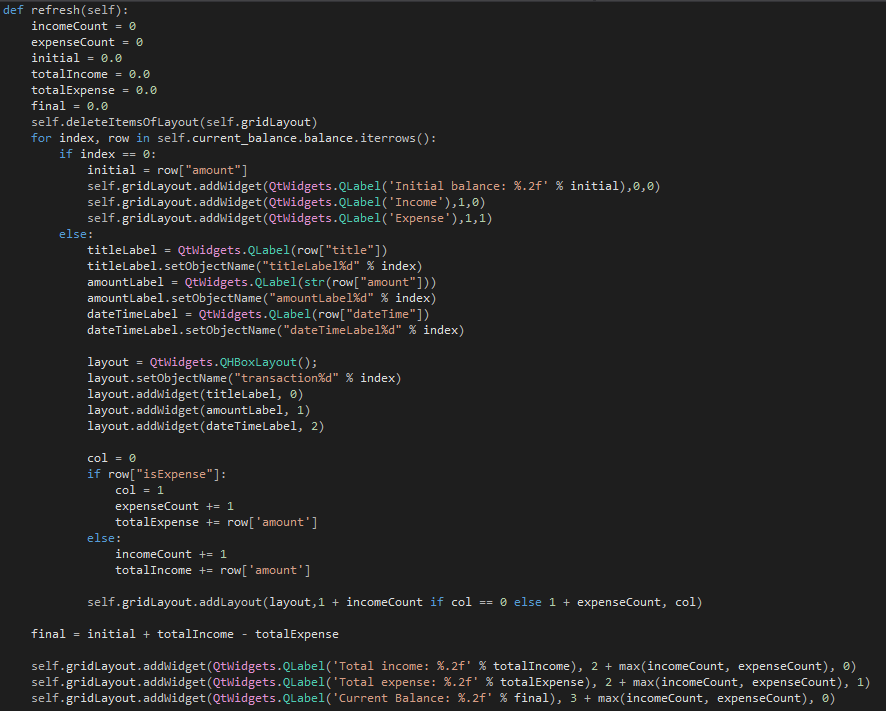 def refresh(self):
    incomeCount = 0
    expenseCount = 0
    initial = 0.0
    totalIncome = 0.0
    totalExpense = 0.0
    final = 0.0
    self.deleteItemsOfLayout(self.gridLayout)
    for index, row in self.current_balance.balance.iterrows():
        if index == 0:
            initial = row["amount"]
            self.gridLayout.addWidget(QtWidgets.QLabel('Initial balance: %.2f' % initial),0,0)
            self.gridLayout.addWidget(QtWidgets.QLabel('Income'),1,0)
            self.gridLayout.addWidget(QtWidgets.QLabel('Expense'),1,1)
        else:
            titleLabel = QtWidgets.QLabel(row["title"])
            titleLabel.setObjectName("titleLabel%d" % index)
            amountLabel = QtWidgets.QLabel(str(row["amount"]))
            amountLabel.setObjectName("amountLabel%d" % index)
            dateTimeLabel = QtWidgets.QLabel(row["dateTime"])
            dateTimeLabel.setObjectName("dateTimeLabel%d" % index)

            layout = QtWidgets.QHBoxLayout();
            layout.setObjectName("transaction%d" % index)
            layout.addWidget(titleLabel, 0)
            layout.addWidget(amountLabel, 1)
            layout.addWidget(dateTimeLabel, 2)

            col = 0
            if row["isExpense"]:
                col = 1
                expenseCount += 1
                totalExpense += row['amount']
            else:
                incomeCount += 1
                totalIncome += row['amount']

            self.gridLayout.addLayout(layout,1 + incomeCount if col == 0 else 1 + expenseCount, col)

    final = initial + totalIncome - totalExpense

    self.gridLayout.addWidget(QtWidgets.QLabel('Total income: %.2f' % totalIncome), 2 + max(incomeCount, expenseCount), 0)
    self.gridLayout.addWidget(QtWidgets.QLabel('Total expense: %.2f' % totalExpense), 2 + max(incomeCount, expenseCount), 1)
    self.gridLayout.addWidget(QtWidgets.QLabel('Current Balance: %.2f' % final), 3 + max(incomeCount, expenseCount), 0)